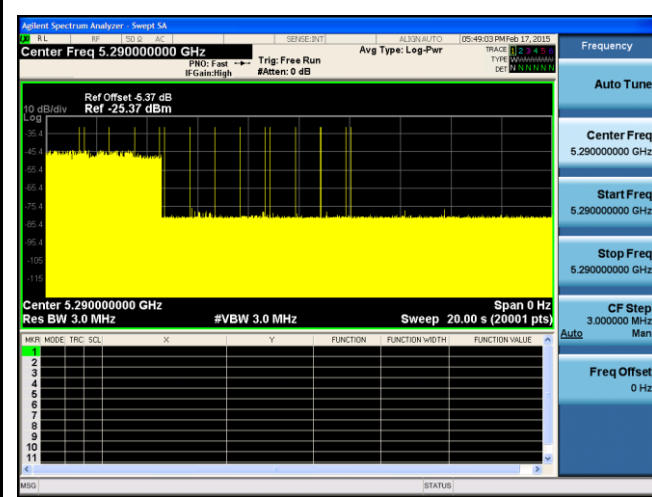 Agilent Spectrum Analyzer - Swept SA
RL RF 50 Ω AC SENSE:INT ALIGN AUTO 05:49:03 PM Feb 17, 2015
Center Freq 5.290000000 GHz
PNO: Fast
IFGain:High
Trig: Free Run
#Atten: 0 dB
Avg Type: Log-Pwr
TRACE 1 2 3 4 5 6
TYPE
DET N N N N N N
Ref Offset -5.37 dB
10 dB/div Ref -25.37 dBm
Log
-35.4
-45.4
-55.4
-65.4
-75.4
-85.4
-95.4
-105
-115
Center 5.290000000 GHz Span 0 Hz
Res BW 3.0 MHz #VBW 3.0 MHz Sweep 20.00 s (20001 pts)
MKR MODE TRC SCL X Y FUNCTION FUNCTION WIDTH FUNCTION VALUE
1
2
3
4
5
6
7
8
9
10
11
MSG STATUS
Frequency
Auto Tune
Center Freq
5.290000000 GHz
Start Freq
5.290000000 GHz
Stop Freq
5.290000000 GHz
CF Step
3.000000 MHz
Auto Man
Freq Offset
0 Hz